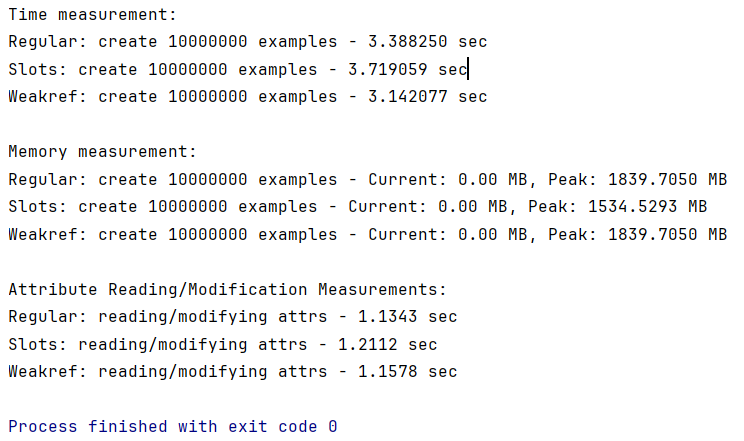 Time measurement:
Regular: create 10000000 examples - 3.388250 sec
Slots: create 10000000 examples - 3.719059 sec
Weakref: create 10000000 examples - 3.142077 sec
Memory measurement:
Regular: create 10000000 examples - Current: 0.00 MB, Peak: 1839.7050 MB
Slots: create 10000000 examples - Current: 0.00 MB, Peak: 1534.5293 MB
Weakref: create 10000000 examples - Current: 0.00 MB, Peak: 1839.7050 MB
Attribute Reading/Modification Measurements:
Regular: reading/modifying attrs - 1.1343 sec
Slots: reading/modifying attrs - 1.2112 sec
Weakref: reading/modifying attrs - 1.1578 sec
Process finished with exit code 0